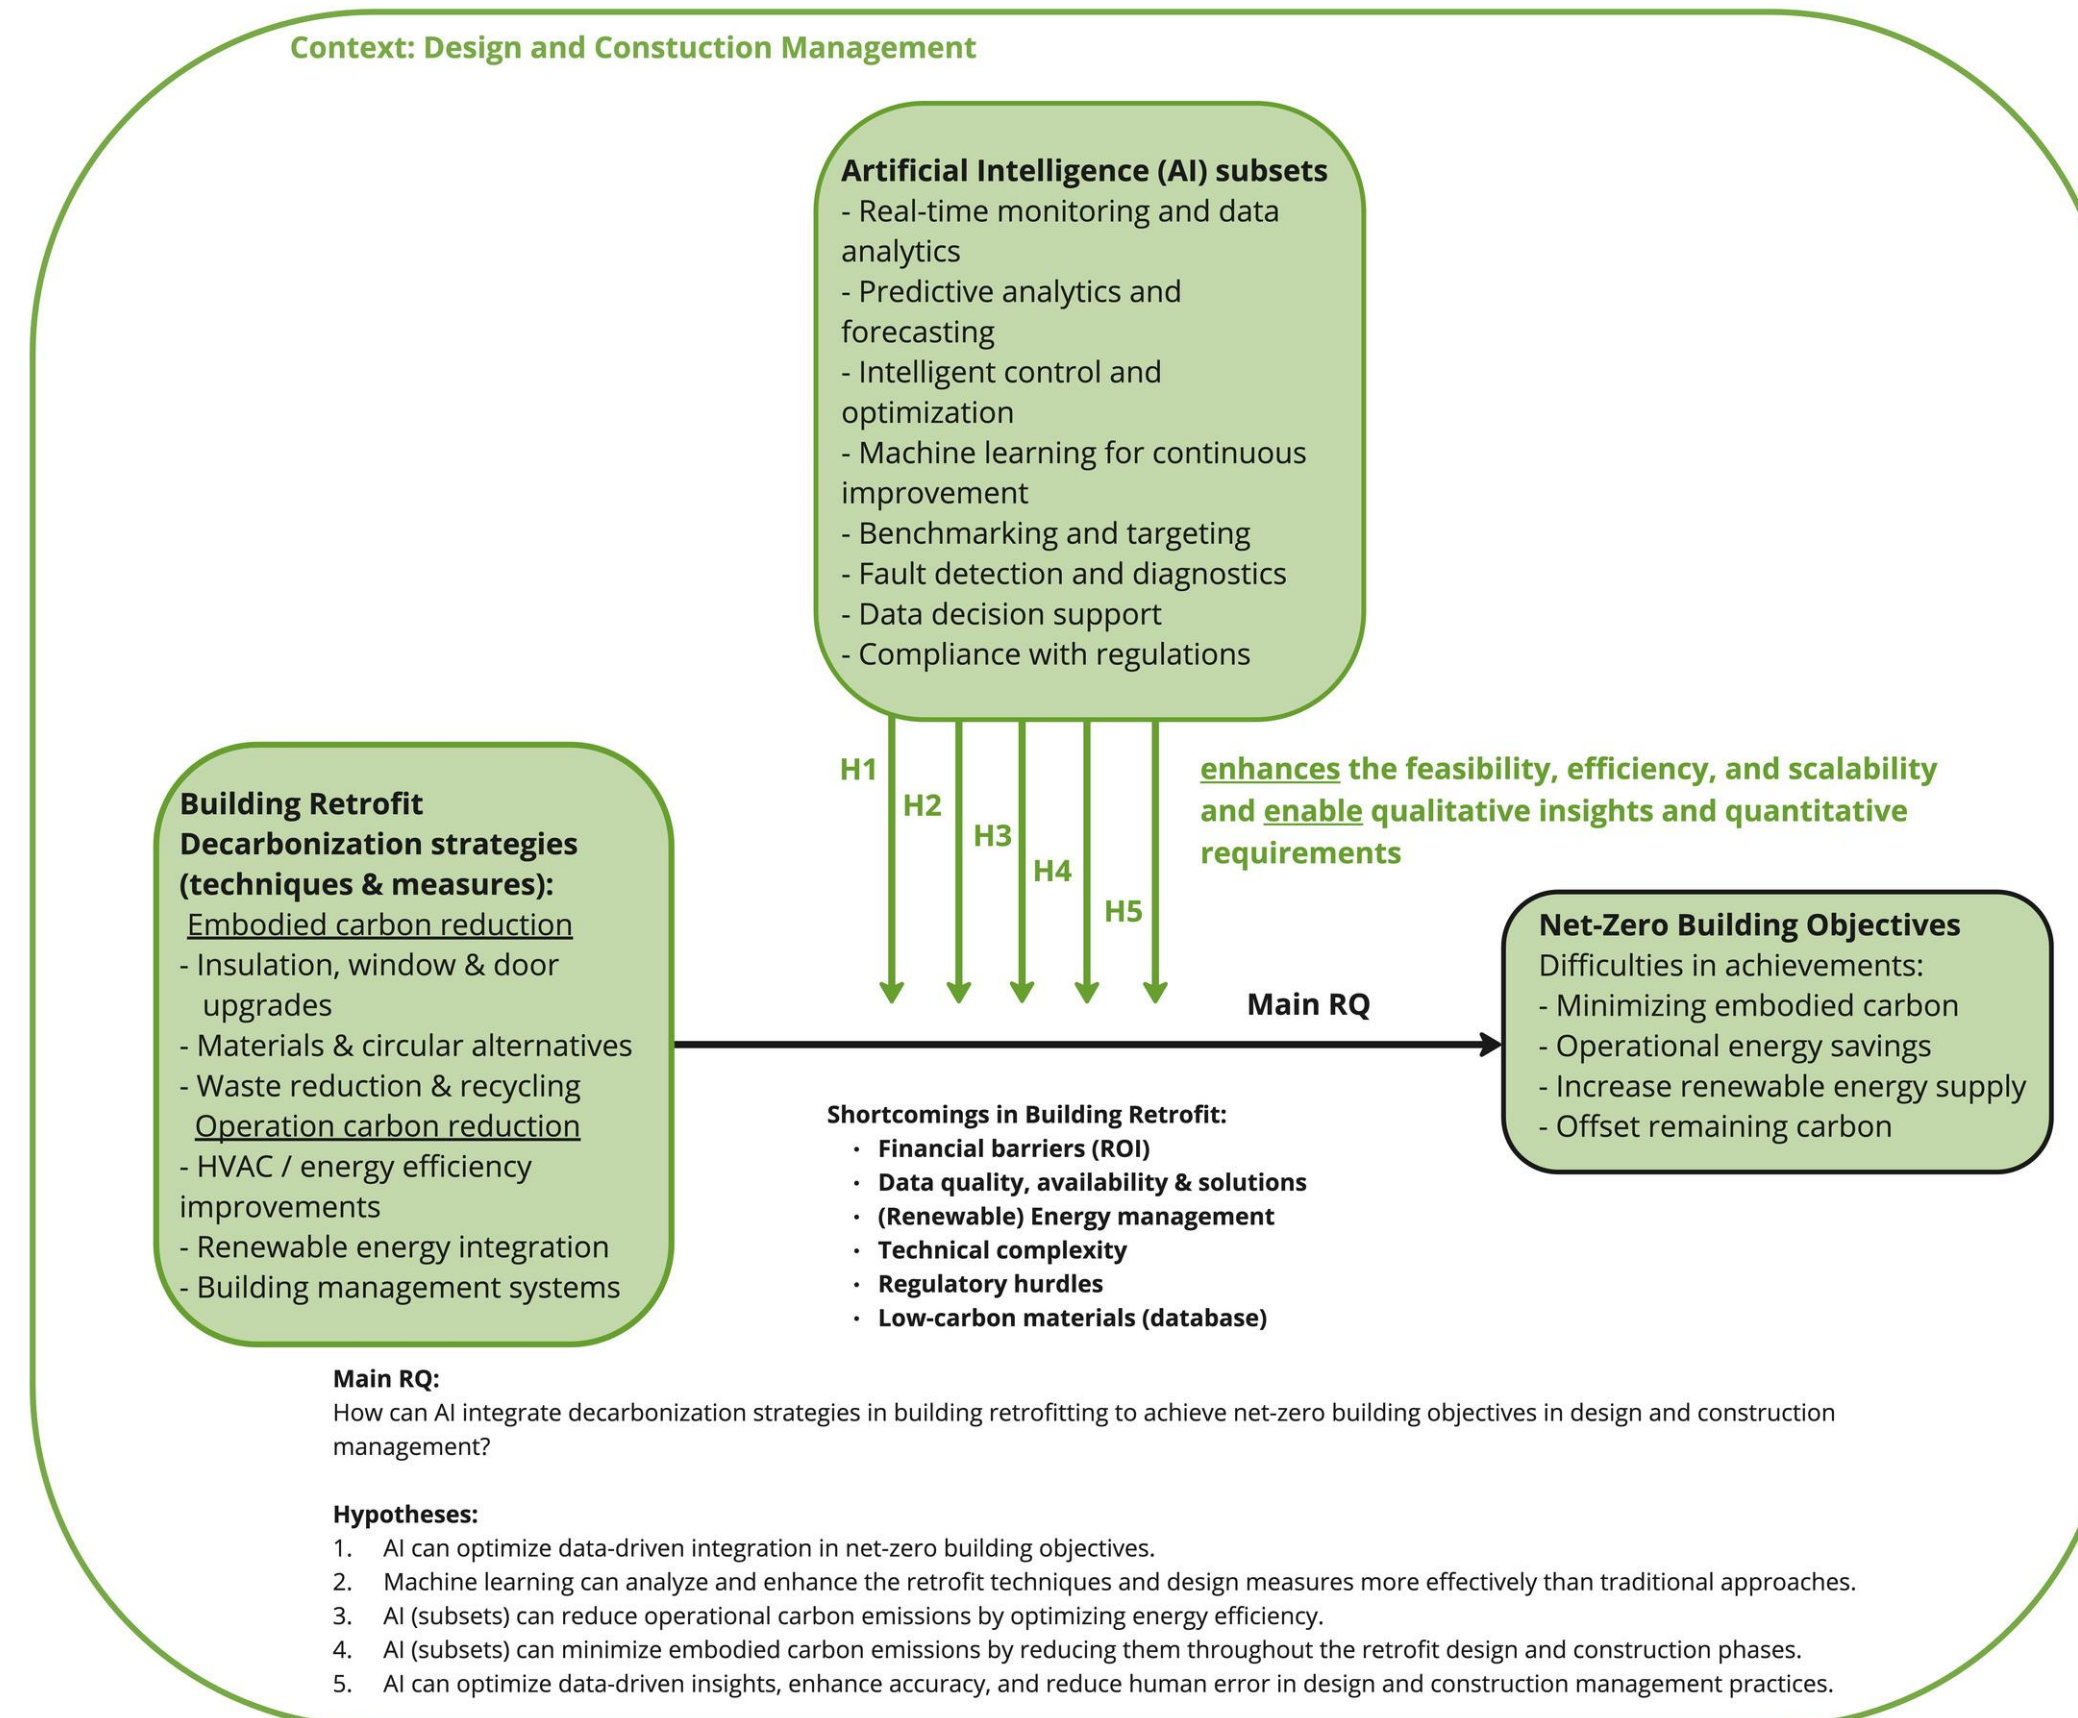 Context: Design and Constuction Management
Artificial Intelligence (AI) subsets
- Real-time monitoring and data
analytics
- Predictive analytics and
forecasting
- Intelligent control and
optimization
- Machine learning for continuous
improvement
- Benchmarking and targeting
- Fault detection and diagnostics
- Data decision support
- Compliance with regulations
H1
H2
H3
H4
H5
enhances the feasibility, efficiency, and scalability
and enable qualitative insights and quantitative
requirements
Building Retrofit
Decarbonization strategies
(techniques & measures):
Embodied carbon reduction
- Insulation, window & door
upgrades
- Materials & circular alternatives
- Waste reduction & recycling
Operation carbon reduction
- HVAC / energy efficiency
improvements
- Renewable energy integration
- Building management systems
Main RQ
Net-Zero Building Objectives
Difficulties in achievements:
- Minimizing embodied carbon
- Operational energy savings
- Increase renewable energy supply
- Offset remaining carbon
Shortcomings in Building Retrofit:
· Financial barriers (ROI)
· Data quality, availability & solutions
· (Renewable) Energy management
· Technical complexity
· Regulatory hurdles
· Low-carbon materials (database)
Main RQ:
How can AI integrate decarbonization strategies in building retrofitting to achieve net-zero building objectives in design and construction
management?
Hypotheses:
1. AI can optimize data-driven integration in net-zero building objectives.
2. Machine learning can analyze and enhance the retrofit techniques and design measures more effectively than traditional approaches.
3. AI (subsets) can reduce operational carbon emissions by optimizing energy efficiency.
4. AI (subsets) can minimize embodied carbon emissions by reducing them throughout the retrofit design and construction phases.
5. AI can optimize data-driven insights, enhance accuracy, and reduce human error in design and construction management practices.